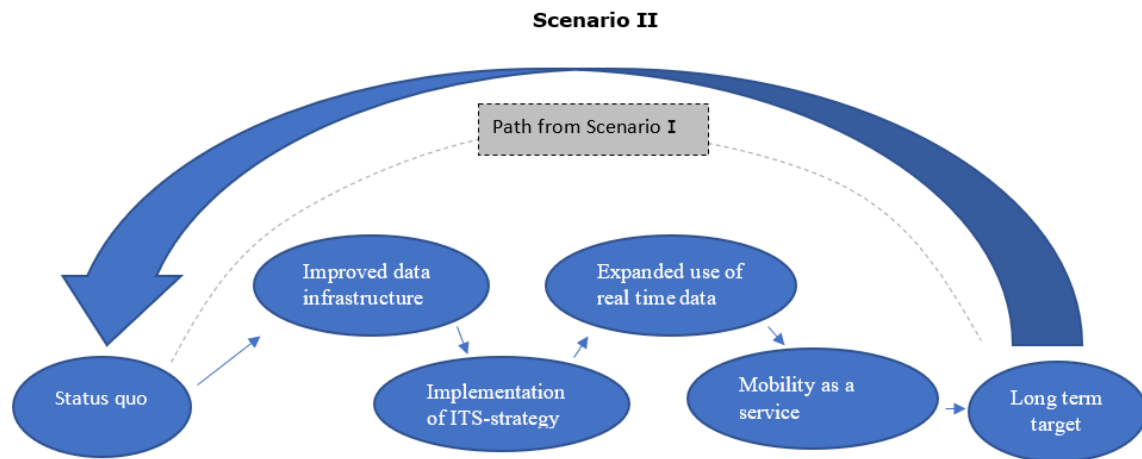 Scenario II
Path from Scenario I
Improved data
infrastructure
Expanded use of
real time data
Status quo
Implementation
of ITS-strategy
Mobility as a
service
Long term
target